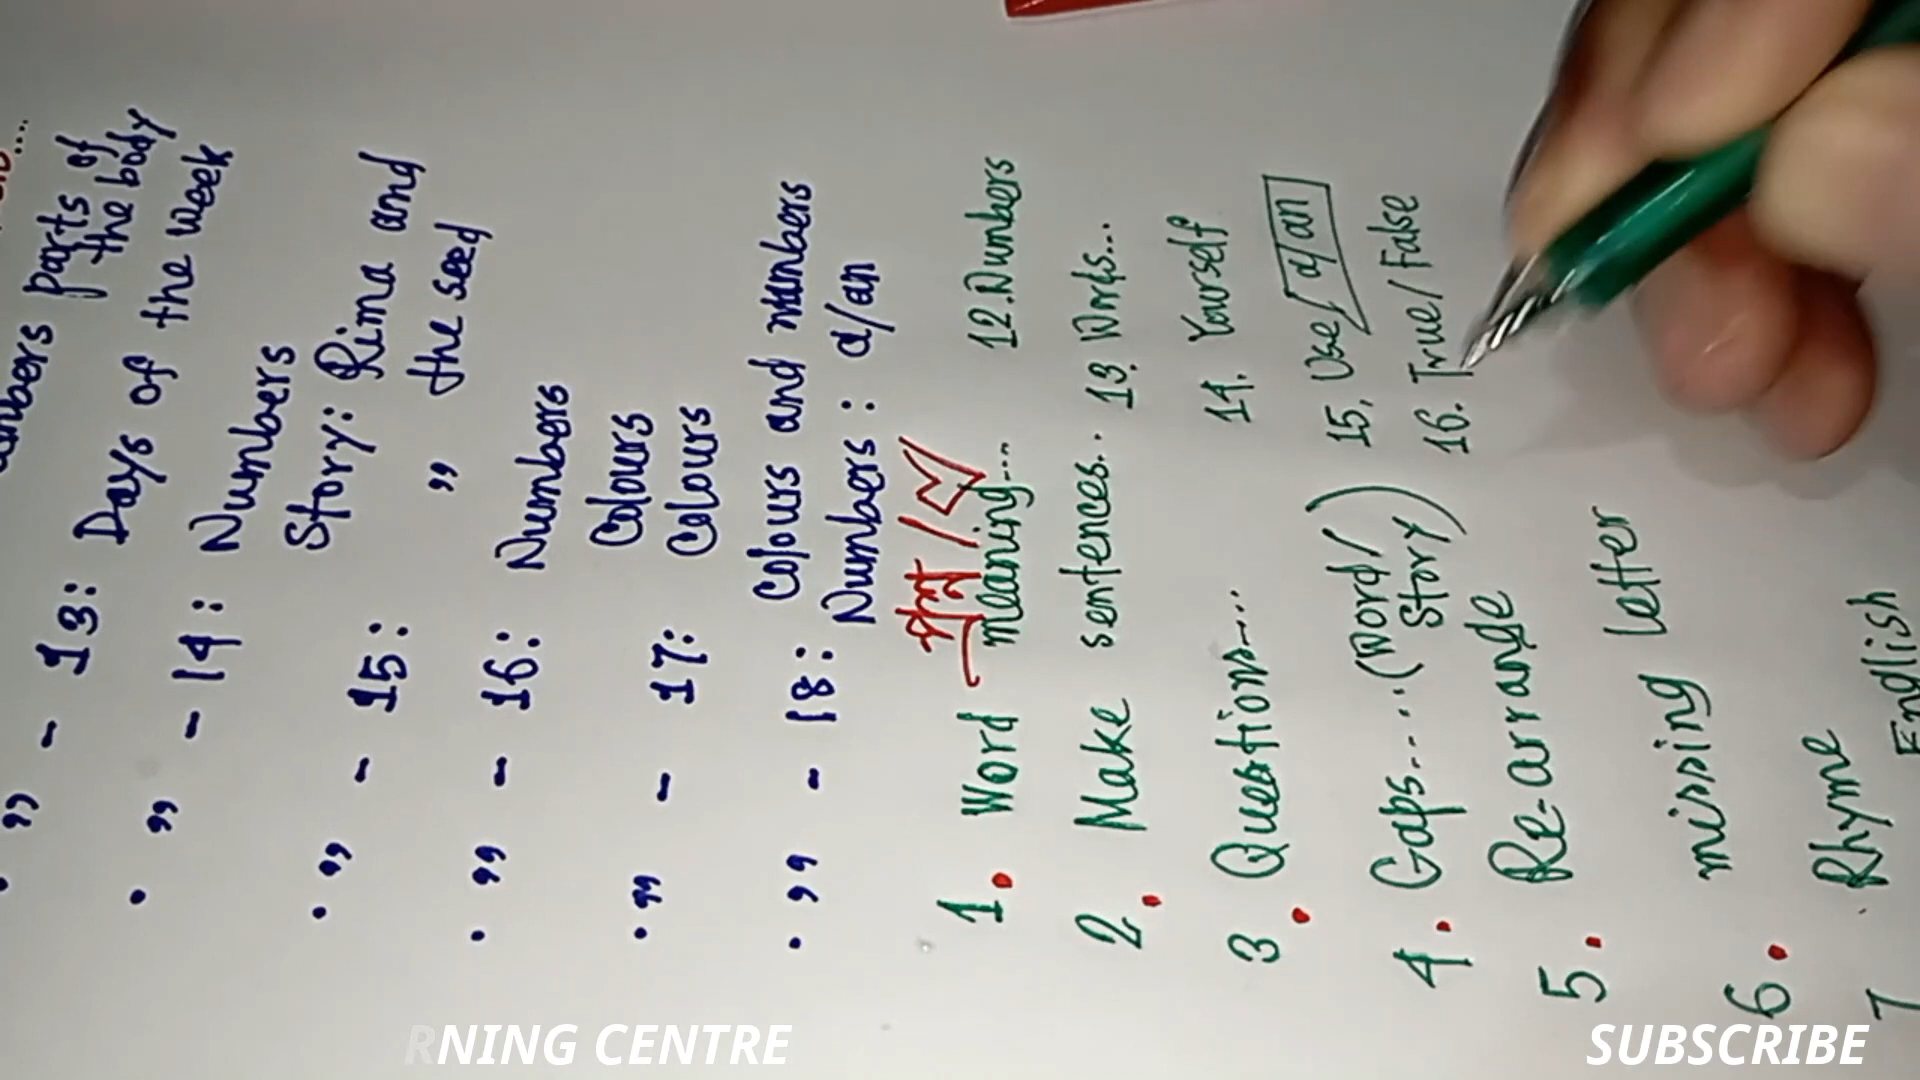 parts of
the body
„ - 13: Days of the week
„ - 14: Numbers
„ - 15: Story: Rima and
„ the seed
„ - 16: Numbers
Colours
„ - 17: Colours
„ - 18: Colours and numbers
Numbers: a/an
1. Word meaning... 12. Numbers
2. Make sentences.. 13. Words...
3. Questions.... 14. Yourself
4. Gaps.....(Word/ Story) 15. Use a/an
5. Re-arrange 16. True/False
missing letter
6. Rhyme
7 English
RNING CENTRE
SUBSCRIBE